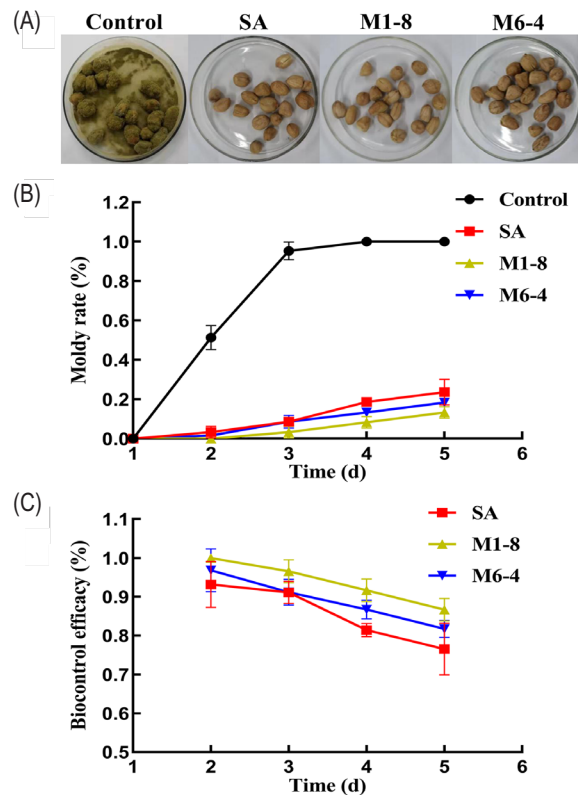 (A)
Control SA M1-8 M6-4
(B)
Moldy rate (%)
1.2
1.0
0.8
0.6
0.4
0.2
0.0
1 2 3 4 5 6
Time (d)
Control
SA
M1-8
M6-4
(C)
Biocontrol efficacy (%)
1.1
1.0
0.9
0.8
0.7
0.6
0.5
1 2 3 4 5 6
Time (d)
SA
M1-8
M6-4